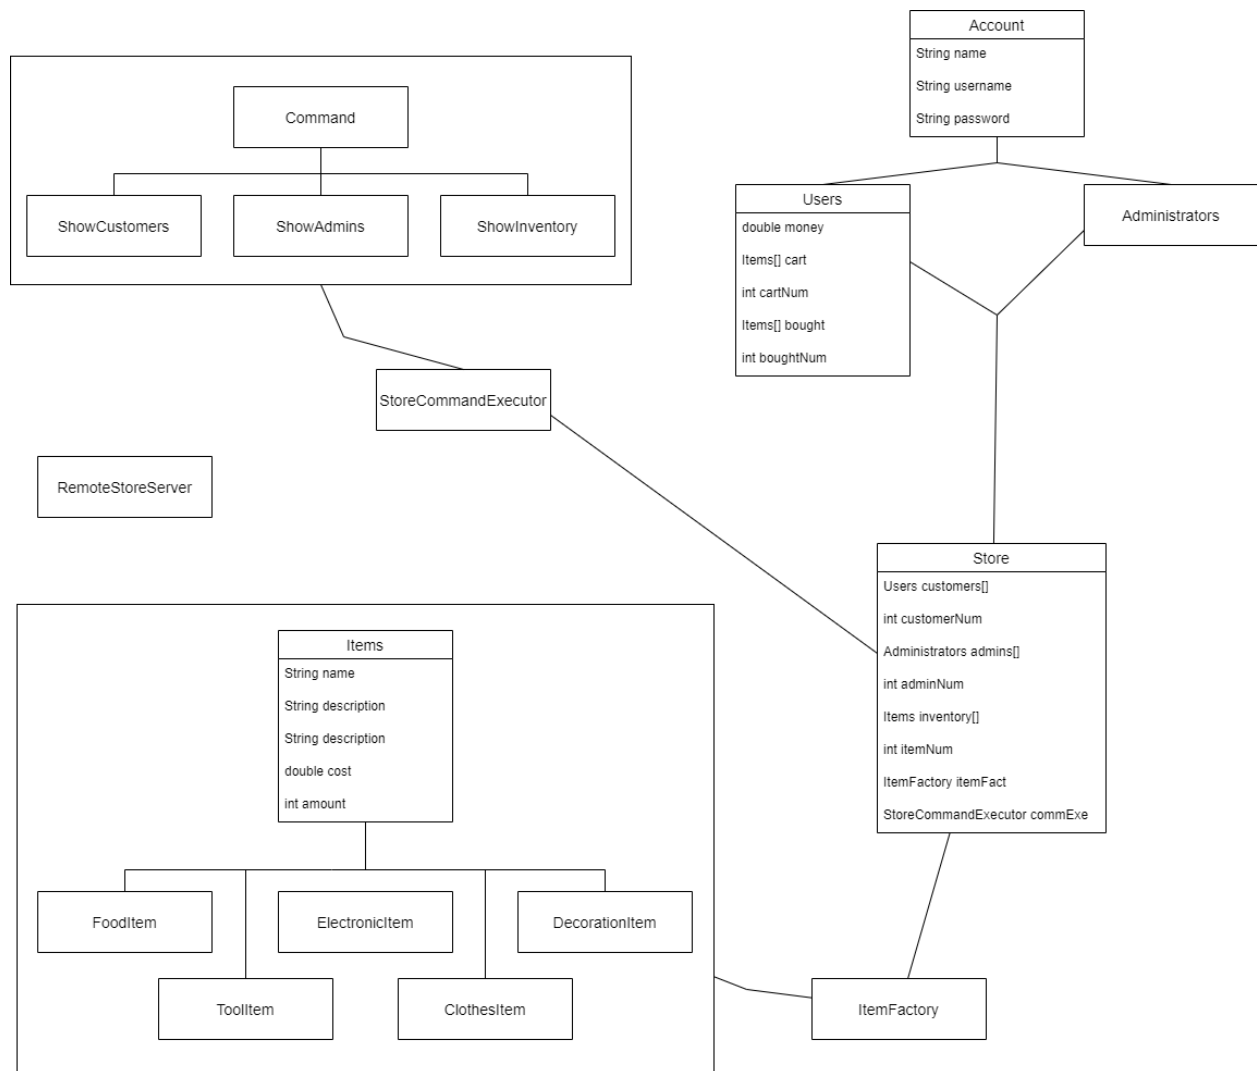 Account
String name
String username
String password
Command
ShowCustomers
ShowAdmins
ShowInventory
Users
double money
Items[] cart
int cartNum
Items[] bought
int boughtNum
Administrators
StoreCommandExecutor
RemoteStoreServer
Store
Users customers[]
int customerNum
Administrators admins[]
int adminNum
Items inventory[]
int itemNum
ItemFactory itemFact
StoreCommandExecutor commExe
Items
String name
String description
String description
double cost
int amount
FoodItem
ElectronicItem
DecorationItem
ToolItem
ClothesItem
ItemFactory